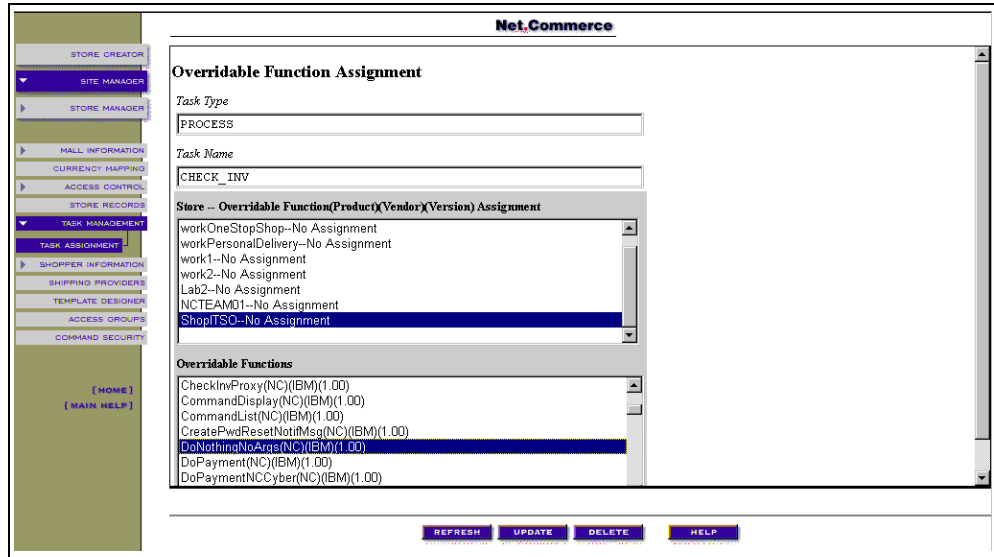 Net.Commerce
STORE CREATOR
SITE MANAGER
STORE MANAGER
MALL INFORMATION
CURRENCY MAPPING
ACCESS CONTROL
STORE RECORDS
TASK MANAGEMENT
TASK ASSIGNMENT
SHOPPER INFORMATION
SHIPPING PROVIDERS
TEMPLATE DESIGNER
ACCESS GROUPS
COMMAND SECURITY
[HOME]
[MAIN HELP]
Overridable Function Assignment
Task Type
PROCESS
Task Name
CHECK_INV
Store -- Overridable Function(Product)(Vendor)(Version) Assignment
workOneStopShop--No Assignment
workPersonalDelivery--No Assignment
work1--No Assignment
work2--No Assignment
Lab2--No Assignment
NCTEAM01--No Assignment
ShopITSO--No Assignment
Overridable Functions
CheckInvProxy(NC)(IBM)(1.00)
CommandDisplay(NC)(IBM)(1.00)
CommandList(NC)(IBM)(1.00)
CreatePwdResetNotifMsg(NC)(IBM)(1.00)
DoNothingNoArgs(NC)(IBM)(1.00)
DoPayment(NC)(IBM)(1.00)
DoPaymentNCCyber(NC)(IBM)(1.00)
REFRESH UPDATE DELETE HELP